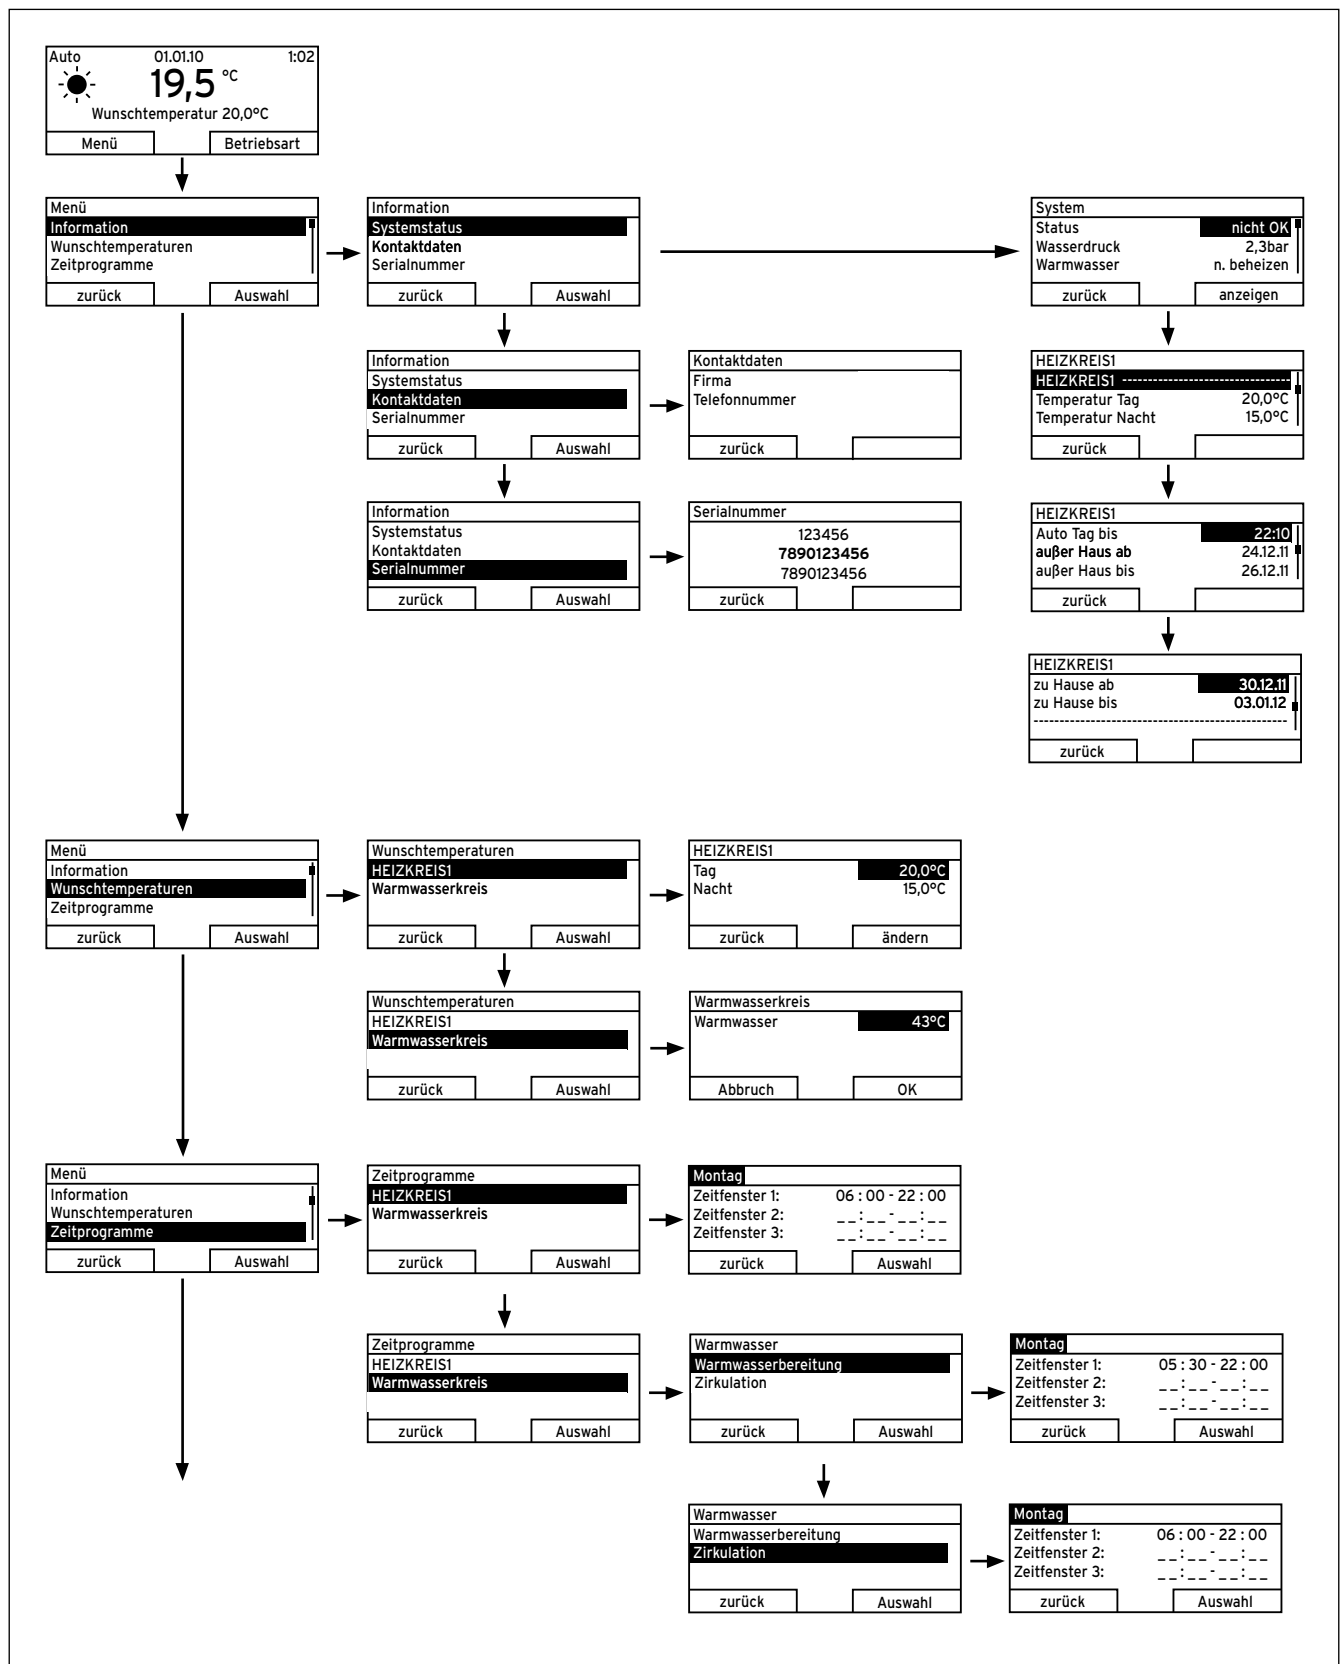 Auto 01.01.10 1:02
19,5 °C
Wunschtemperatur 20,0°C
Menü Betriebsart
Menü
Information
Wunschtemperaturen
Zeitprogramme
zurück Auswahl
Information
Systemstatus
Kontaktdaten
Serialnummer
zurück Auswahl
System
Status nicht OK
Wasserdruck 2,3bar
Warmwasser n. beheizen
zurück anzeigen
Information
Systemstatus
Kontaktdaten
Serialnummer
zurück Auswahl
Kontaktdaten
Firma
Telefonnummer
zurück
HEIZKREIS1
HEIZKREIS1 --------------------------------
Temperatur Tag 20,0°C
Temperatur Nacht 15,0°C
zurück
Information
Systemstatus
Kontaktdaten
Serialnummer
zurück Auswahl
Serialnummer
123456
7890123456
7890123456
zurück
HEIZKREIS1
Auto Tag bis 22:10
außer Haus ab 24.12.11
außer Haus bis 26.12.11
zurück
HEIZKREIS1
zu Hause ab 30.12.11
zu Hause bis 03.01.12
------------------------------------------------
zurück
Menü
Information
Wunschtemperaturen
Zeitprogramme
zurück Auswahl
Wunschtemperaturen
HEIZKREIS1
Warmwasserkreis
zurück Auswahl
HEIZKREIS1
Tag 20,0°C
Nacht 15,0°C
zurück ändern
Wunschtemperaturen
HEIZKREIS1
Warmwasserkreis
zurück Auswahl
Warmwasserkreis
Warmwasser 43°C
Abbruch OK
Menü
Information
Wunschtemperaturen
Zeitprogramme
zurück Auswahl
Zeitprogramme
HEIZKREIS1
Warmwasserkreis
zurück Auswahl
Montag
Zeitfenster 1: 06 : 00 - 22 : 00
Zeitfenster 2: _ _ : _ _ - _ _ : _ _
Zeitfenster 3: _ _ : _ _ - _ _ : _ _
zurück Auswahl
Zeitprogramme
HEIZKREIS1
Warmwasserkreis
zurück Auswahl
Warmwasser
Warmwasserbereitung
Zirkulation
zurück Auswahl
Montag
Zeitfenster 1: 05 : 30 - 22 : 00
Zeitfenster 2: _ _ : _ _ - _ _ : _ _
Zeitfenster 3: _ _ : _ _ - _ _ : _ _
zurück Auswahl
Warmwasser
Warmwasserbereitung
Zirkulation
zurück Auswahl
Montag
Zeitfenster 1: 06 : 00 - 22 : 00
Zeitfenster 2: _ _ : _ _ - _ _ : _ _
Zeitfenster 3: _ _ : _ _ - _ _ : _ _
zurück Auswahl